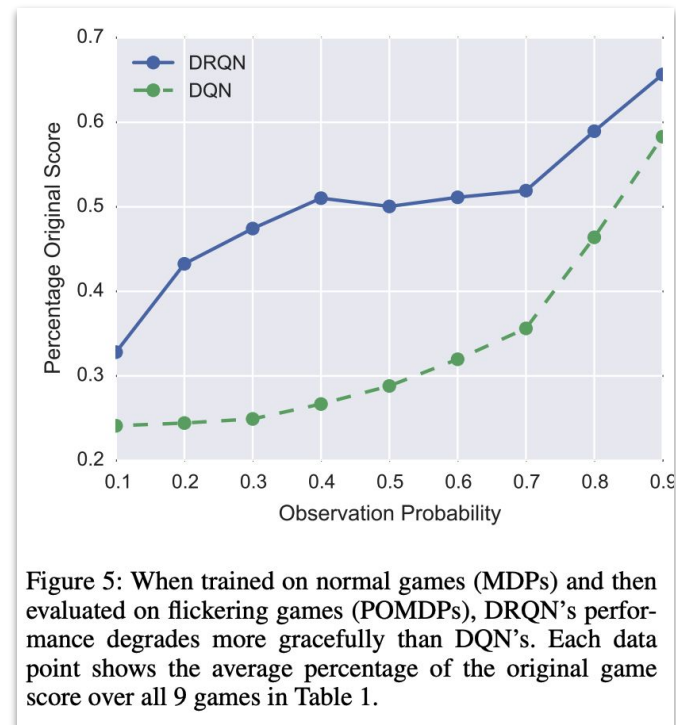 0.7
DRQN
DQN
0.6
0.5
0.4
0.3
0.2
Percentage Original Score
0.1 0.2 0.3 0.4 0.5 0.6 0.7 0.8 0.9
Observation Probability
Figure 5: When trained on normal games (MDPs) and then
evaluated on flickering games (POMDPs), DRQN's perfor-
mance degrades more gracefully than DQN's. Each data
point shows the average percentage of the original game
score over all 9 games in Table 1.